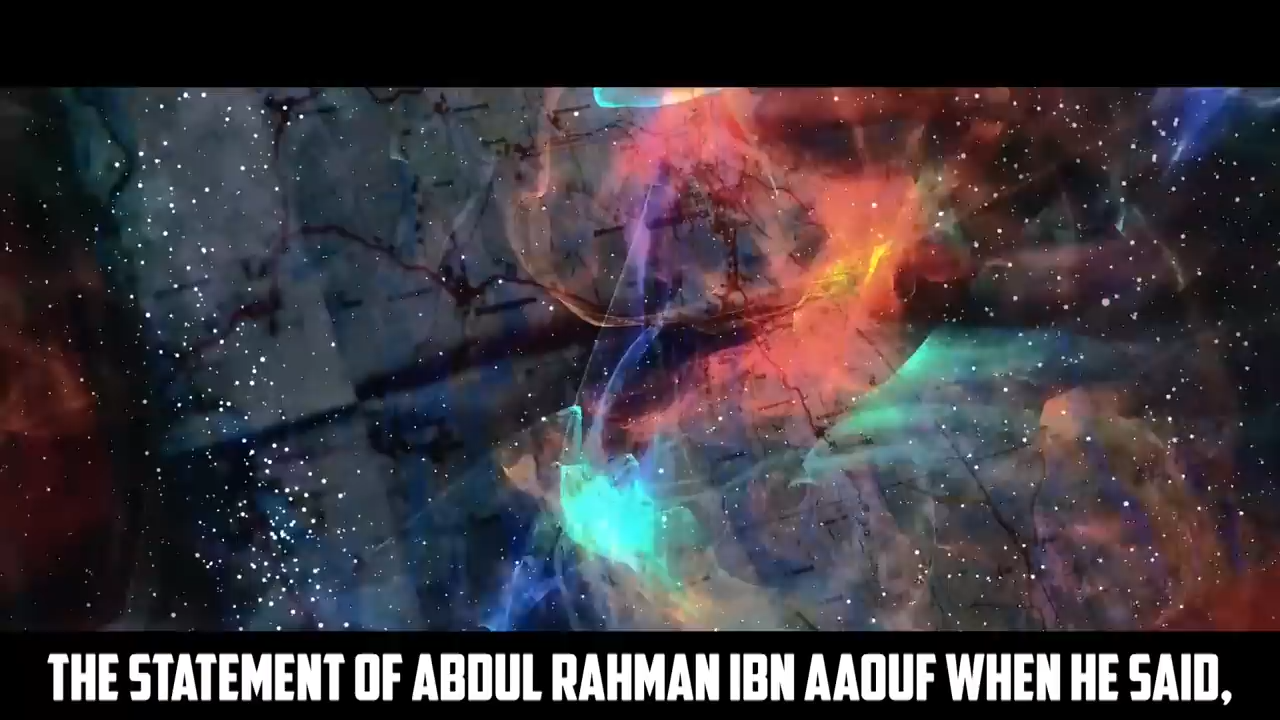 THE STATEMENT OF ABDUL RAHMAN IBN AAOUF WHEN HE SAID,